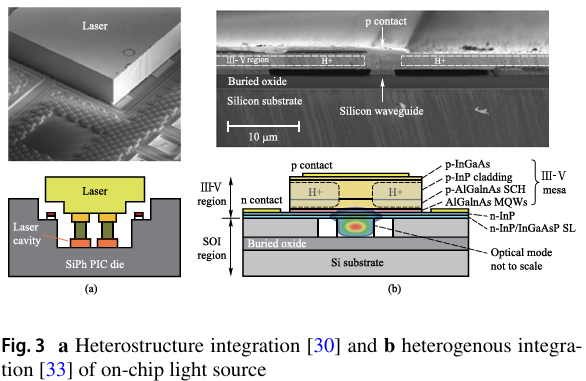 Laser
Laser
Laser
cavity
SiPh PIC die
(a)
p contact
III-V region
H+
H+
Buried oxide
Silicon substrate
Silicon waveguide
10 μm
p contact
III-V
region
n contact
H+
H+
p-InGaAs
p-InP cladding
p-AlGaInAs SCH
AlGaInAs MQWs
III-V
mesa
n-InP
n-InP/InGaAsP SL
SOI
region
Buried oxide
Si substrate
Optical mode
not to scale
(b)
Fig. 3 a Heterostructure integration [30] and b heterogenous integra-
tion [33] of on-chip light source